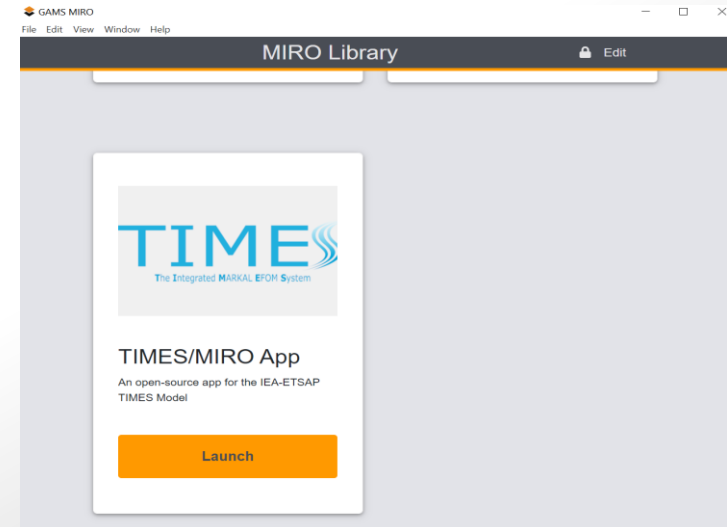 GAMS MIRO
File Edit View Window Help
MIRO Library
Edit
TIMES
The Integrated MARKAL EFOM System
TIMES/MIRO App
An open-source app for the IEA-ETSAP
TIMES Model
Launch